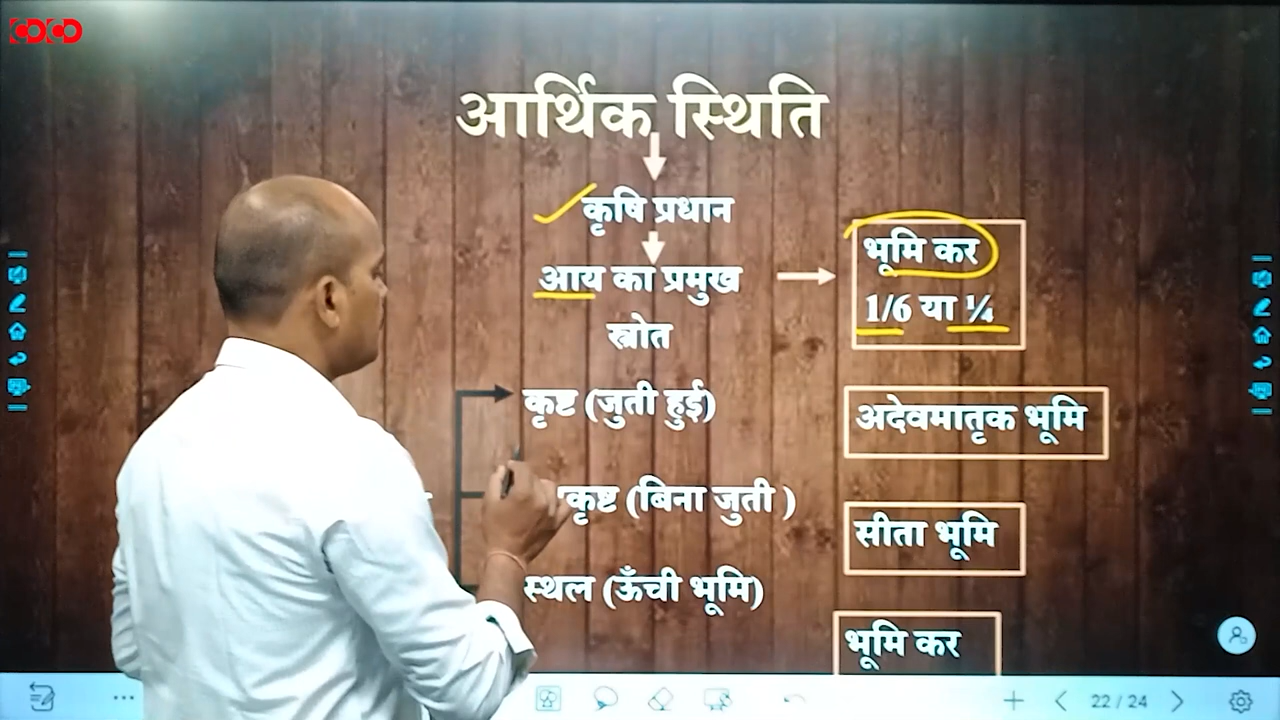 आर्थिक स्थिति
कृषि प्रधान
आय का प्रमुख
स्त्रोत
भूमि कर
1/6 या ¼
कृष्ट (जुती हुई)
अदेवमातृक भूमि
कृष्ट (बिना जुती )
सीता भूमि
स्थल (ऊँची भूमि)
भूमि कर
22 / 24